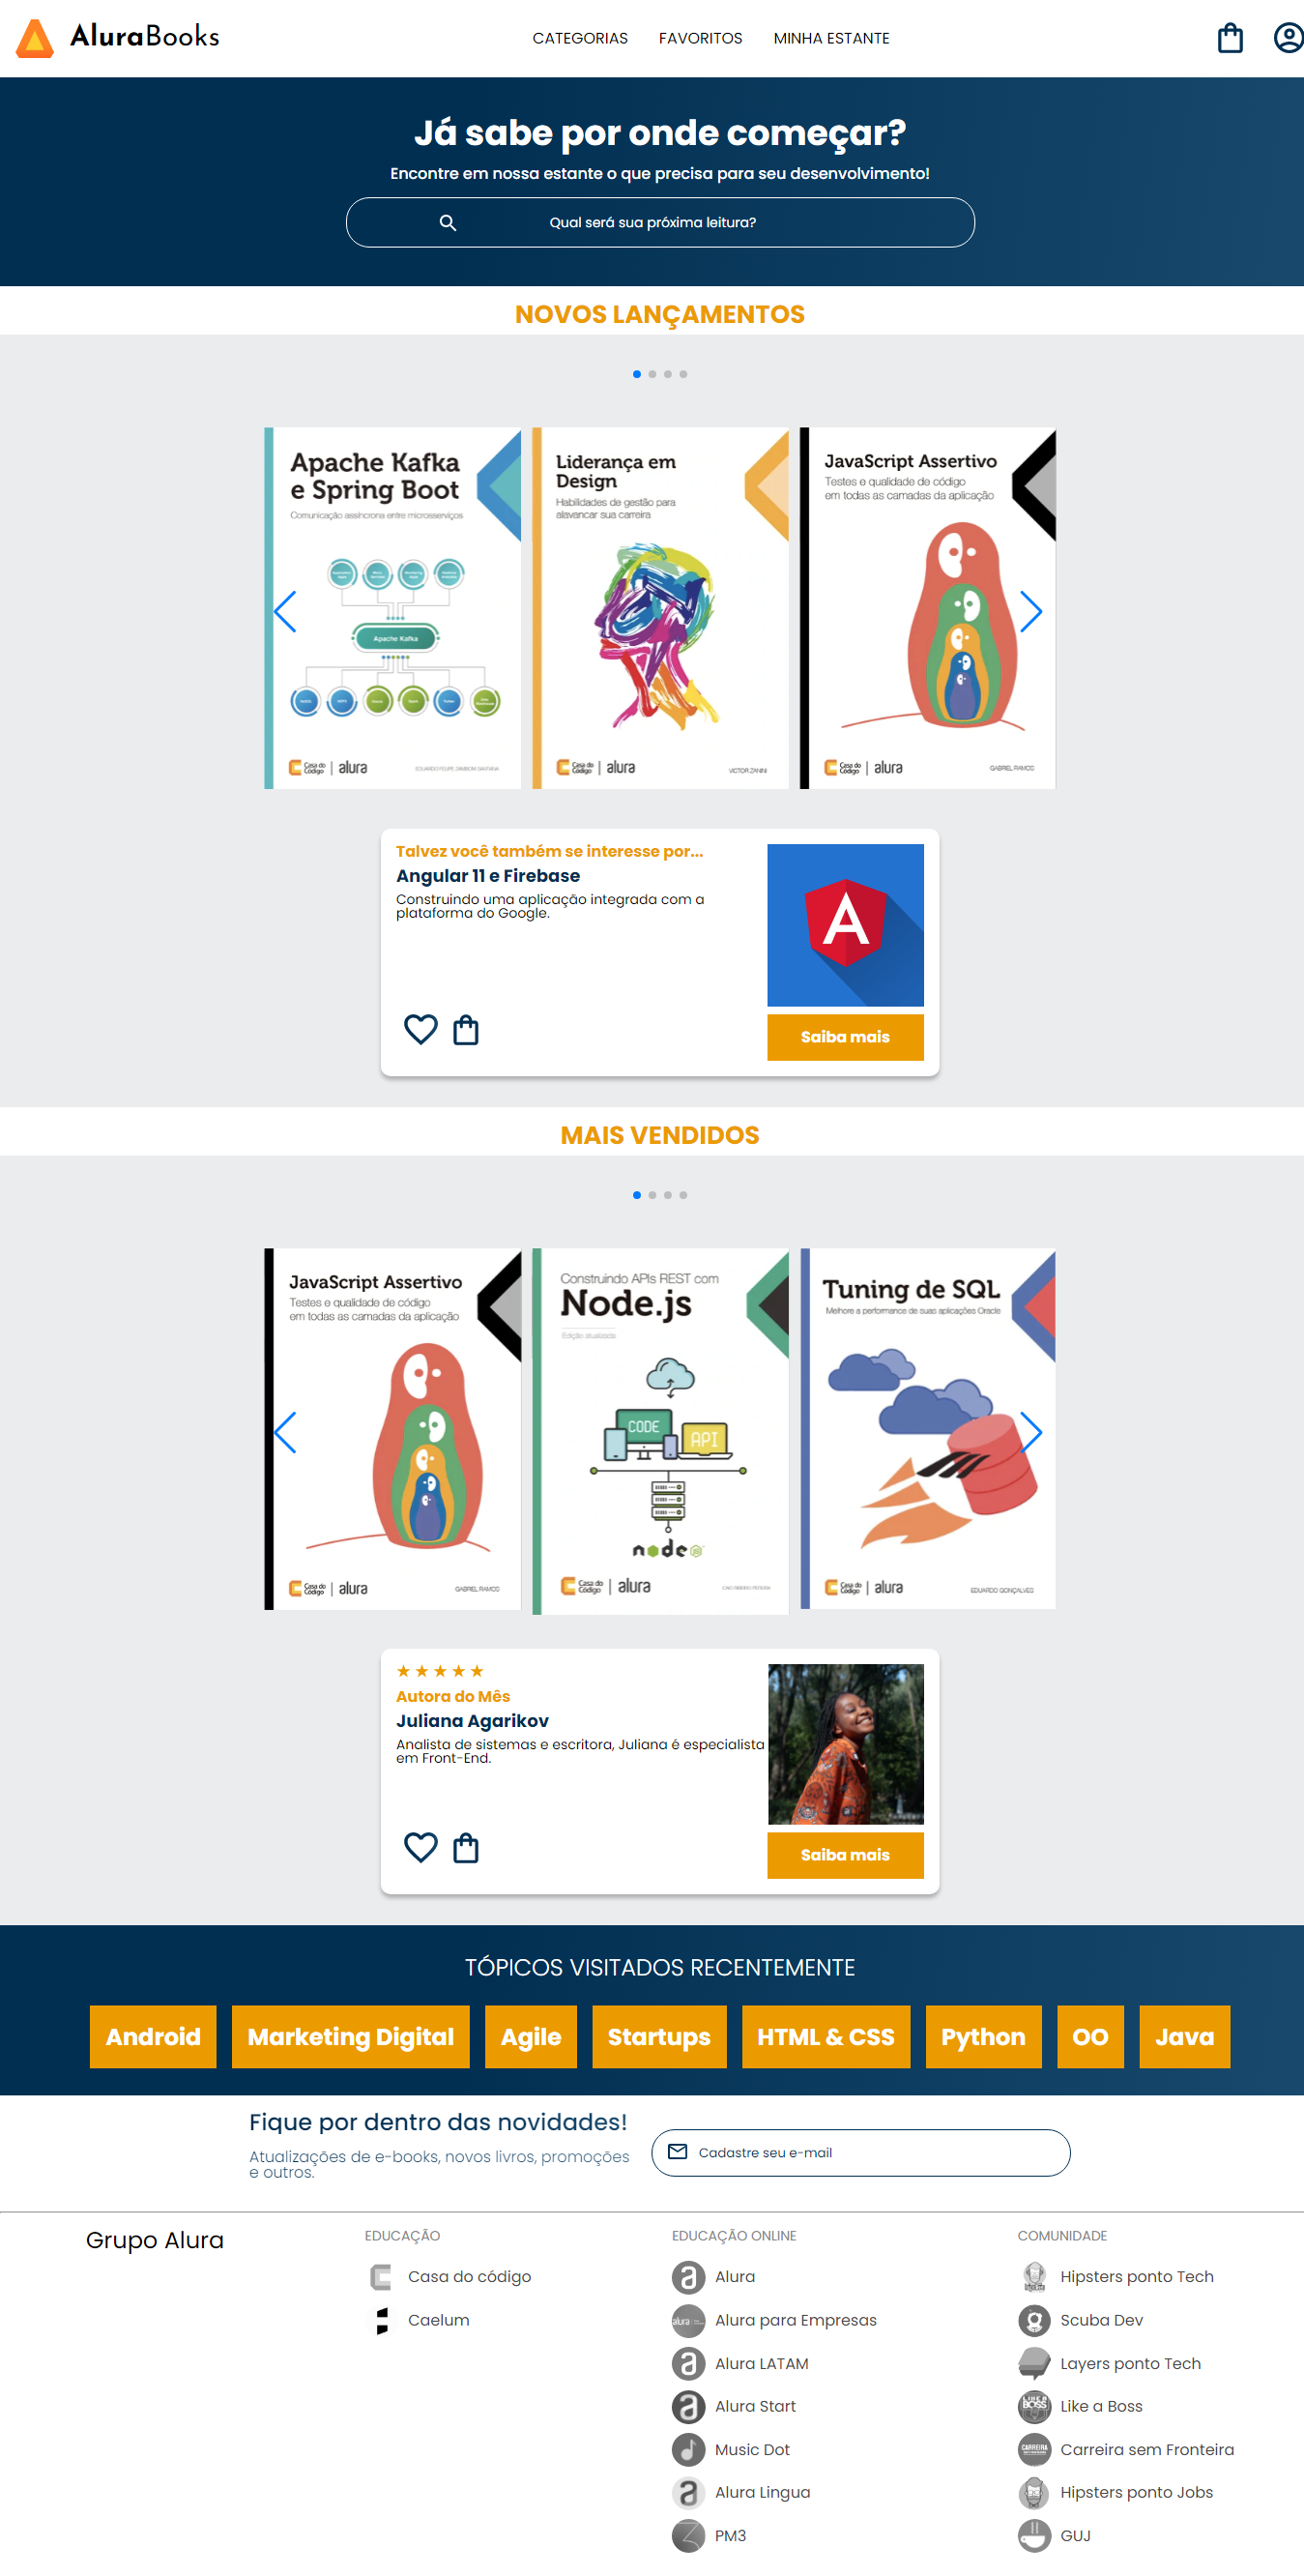 AluraBooks
CATEGORIAS FAVORITOS MINHA ESTANTE
Já sabe por onde começar?
Encontre em nossa estante o que precisa para seu desenvolvimento!
Qual será sua próxima leitura?
NOVOS LANÇAMENTOS
Apache Kafka
e Spring Boot
Comunicação assíncrona entre microsserviços
Apache Kafka
Casa do
Código
alura
EDUARDO FELIPE ZAMBOM SANTANA
Liderança em
Design
Habilidades de gestão para
alavancar sua carreira
Casa do
Código
alura
VICTOR ZANINI
JavaScript Assertivo
Testes e qualidade de código
em todas as camadas da aplicação
Casa do
Código
alura
GABRIEL RAMOS
Talvez você também se interesse por...
Angular 11 e Firebase
Construindo uma aplicação integrada com a
plataforma do Google.
A
Saiba mais
MAIS VENDIDOS
JavaScript Assertivo
Testes e qualidade de código
em todas as camadas da aplicação
Casa do
Código
alura
GABRIEL RAMOS
Construindo APIs REST com
Node.js
Edição atualizada
CODE
API
node
JS
Casa do
Código
alura
Tuning de SQL
Melhore a performance de suas aplicações Oracle
Casa do
Código
alura
EDUARDO GONÇALVES
Autora do Mês
Juliana Agarikov
Analista de sistemas e escritora, Juliana é especialista
em Front-End.
Saiba mais
TÓPICOS VISITADOS RECENTEMENTE
Android
Marketing Digital
Agile
Startups
HTML & CSS
Python
OO
Java
Fique por dentro das novidades!
Atualizações de e-books, novos livros, promoções
e outros.
Cadastre seu e-mail
Grupo Alura
EDUCAÇÃO
Casa do código
Caelum
EDUCAÇÃO ONLINE
Alura
Alura para Empresas
Alura LATAM
Alura Start
Music Dot
Alura Lingua
PM3
COMUNIDADE
Hipsters ponto Tech
Scuba Dev
Layers ponto Tech
Like a Boss
Carreira sem Fronteira
Hipsters ponto Jobs
GUJ